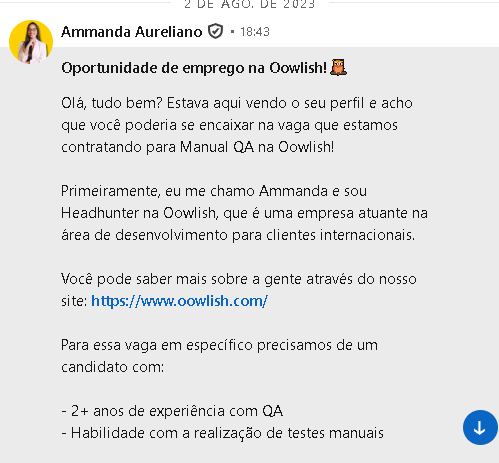 2 DE AGO. DE 2023
Ammanda Aureliano • 18:43
Oportunidade de emprego na Oowlish!🦉
Olá, tudo bem? Estava aqui vendo o seu perfil e acho
que você poderia se encaixar na vaga que estamos
contratando para Manual QA na Oowlish!
Primeiramente, eu me chamo Ammanda e sou
Headhunter na Oowlish, que é uma empresa atuante na
área de desenvolvimento para clientes internacionais.
Você pode saber mais sobre a gente através do nosso
site: https://www.oowlish.com/
Para essa vaga em específico precisamos de um
candidato com:
- 2+ anos de experiência com QA
- Habilidade com a realização de testes manuais